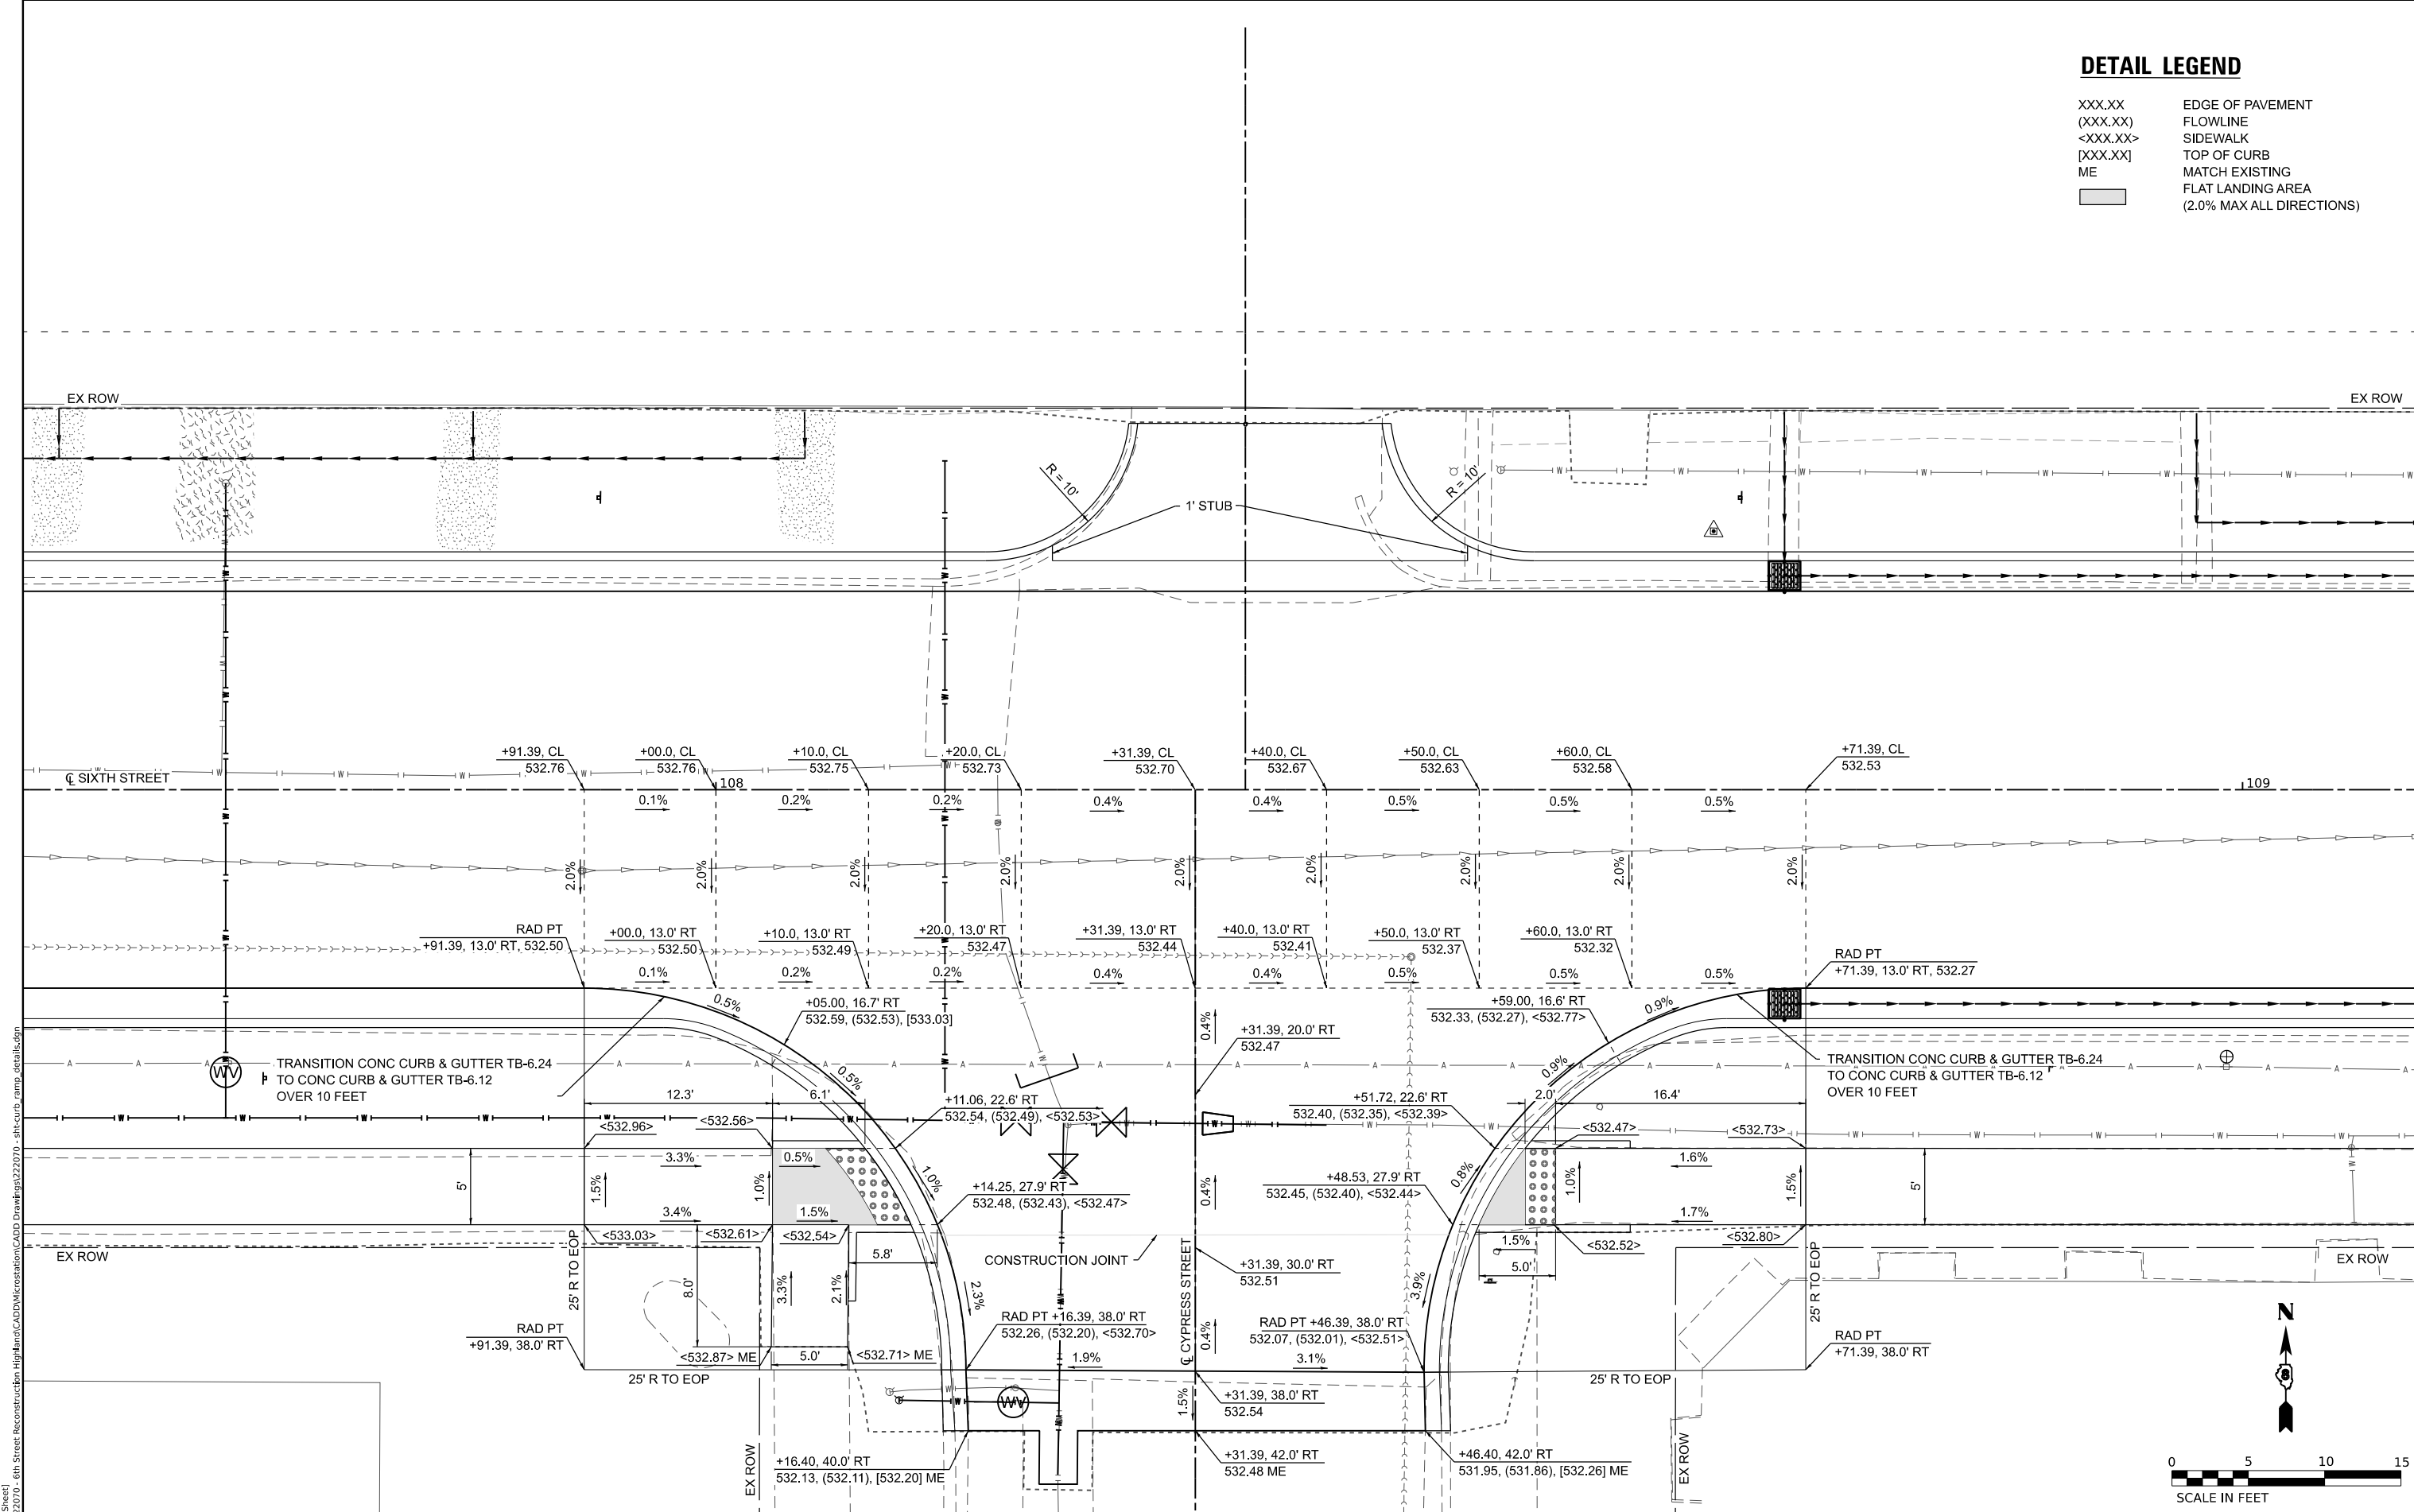 DETAIL LEGEND
XXX.XX EDGE OF PAVEMENT
(XXX.XX) FLOWLINE
<XXX.XX> SIDEWALK
[XXX.XX] TOP OF CURB
ME MATCH EXISTING
FLAT LANDING AREA
(2.0% MAX ALL DIRECTIONS)
EX ROW
EX ROW
R = 10'
1' STUB
R = 10'
℄ SIXTH STREET
+91.39, CL
532.76
+00.0, CL
532.76
108
+10.0, CL
532.75
+20.0, CL
532.73
+31.39, CL
532.70
+40.0, CL
532.67
+50.0, CL
532.63
+60.0, CL
532.58
+71.39, CL
532.53
109
0.1%
0.2%
0.2%
0.4%
0.4%
0.5%
0.5%
0.5%
2.0%
2.0%
2.0%
2.0%
2.0%
2.0%
2.0%
2.0%
2.0%
RAD PT
+91.39, 13.0' RT, 532.50
+00.0, 13.0' RT
532.50
+10.0, 13.0' RT
532.49
+20.0, 13.0' RT
532.47
+31.39, 13.0' RT
532.44
+40.0, 13.0' RT
532.41
+50.0, 13.0' RT
532.37
+60.0, 13.0' RT
532.32
RAD PT
+71.39, 13.0' RT, 532.27
0.1%
0.2%
0.2%
0.4%
0.4%
0.5%
0.5%
0.5%
0.5%
+05.00, 16.7' RT
532.59, (532.53), [533.03]
0.4%
+31.39, 20.0' RT
532.47
+59.00, 16.6' RT
532.33, (532.27), <532.77>
0.9%
WV
TRANSITION CONC CURB & GUTTER TB-6.24
TO CONC CURB & GUTTER TB-6.12
OVER 10 FEET
0.5%
0.9%
TRANSITION CONC CURB & GUTTER TB-6.24
TO CONC CURB & GUTTER TB-6.12
OVER 10 FEET
12.3'
6.1'
+11.06, 22.6' RT
532.54, (532.49), <532.53>
+51.72, 22.6' RT
532.40, (532.35), <532.39>
2.0'
16.4'
<532.96>
<532.56>
<532.47>
<532.73>
3.3%
0.5%
1.0%
1.6%
5'
1.5%
1.0%
+14.25, 27.9' RT
532.48, (532.43), <532.47>
0.4%
+48.53, 27.9' RT
532.45, (532.40), <532.44>
0.8%
1.0%
1.5%
5'
3.4%
1.5%
1.7%
<533.03>
<532.61>
<532.54>
<532.52>
<532.80>
EX ROW
25' R TO EOP
5.8'
CONSTRUCTION JOINT
℄ CYPRESS STREET
+31.39, 30.0' RT
532.51
1.5%
5.0'
25' R TO EOP
EX ROW
8.0'
3.3%
2.1%
2.3%
3.9%
N
RAD PT
+91.39, 38.0' RT
RAD PT +16.39, 38.0' RT
532.26, (532.20), <532.70>
0.4%
RAD PT +46.39, 38.0' RT
532.07, (532.01), <532.51>
RAD PT
+71.39, 38.0' RT
<532.87> ME
5.0'
<532.71> ME
1.9%
3.1%
25' R TO EOP
25' R TO EOP
WV
1.5%
+31.39, 38.0' RT
532.54
EX ROW
+16.40, 40.0' RT
532.13, (532.11), [532.20] ME
+31.39, 42.0' RT
532.48 ME
+46.40, 42.0' RT
531.95, (531.86), [532.26] ME
EX ROW
0 5 10 15
SCALE IN FEET
22070 - 6th Street Reconstruction Highland\CADD\Microstation\CADD Drawings\222070 - sht-curb_ramp_details.dgn
Sheet]